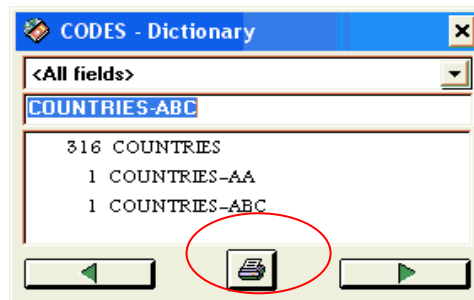 CODES - Dictionary
<All fields>
COUNTRIES-ABC
316 COUNTRIES
1 COUNTRIES-AA
1 COUNTRIES-ABC